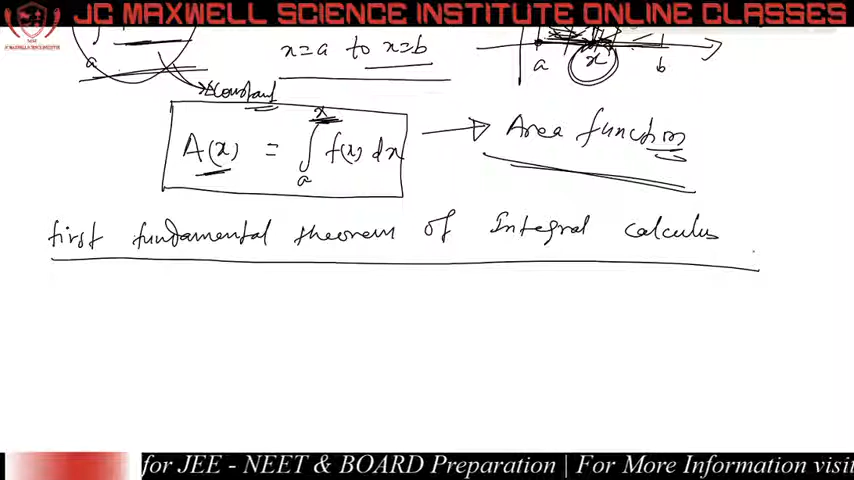 JC MAXWELL SCIENCE INSTITUTE ONLINE CLASSES
a
x=a to x=b
a x b
constant
A(x) = ∫ₐˣ f(x) dx → Area function
first fundamental theorem of Integral calculus
for JEE - NEET & BOARD Preparation | For More Information visit